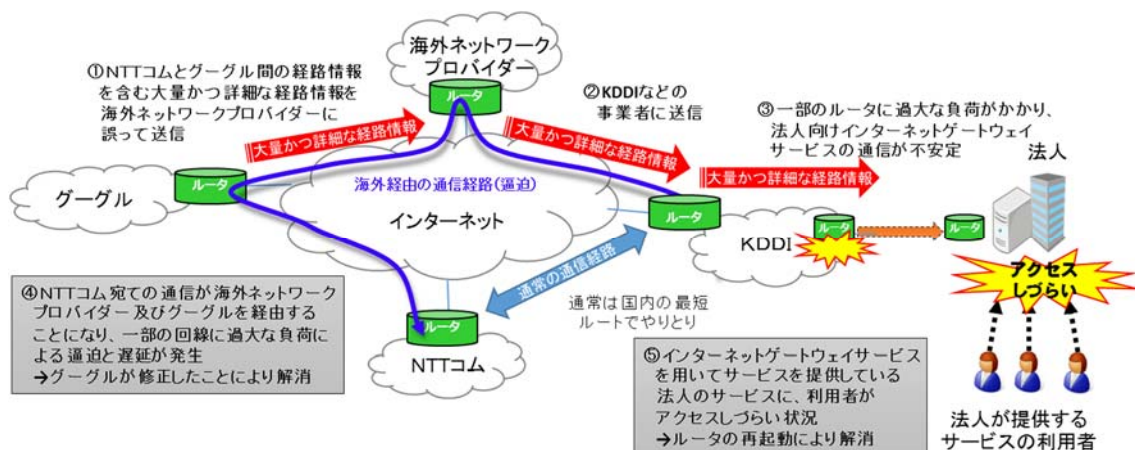 海外ネットワーク
プロバイダー
ルータ
①NTTコムとグーグル間の経路情報
を含む大量かつ詳細な経路情報を
海外ネットワークプロバイダーに
誤って送信
②KDDIなどの
事業者に送信
③一部のルータに過大な負荷がかかり、
法人向けインターネットゲートウェイ
サービスの通信が不安定
法人
大量かつ詳細な経路情報
大量かつ詳細な経路情報
大量かつ詳細な経路情報
グーグル
ルータ
海外経由の通信経路(逼迫)
インターネット
ルータ
KDDI
ルータ
ルータ
アクセス
しづらい
通常の通信経路
通常は国内の最短
ルートでやりとり
④NTTコム宛ての通信が海外ネットワーク
プロバイダー及びグーグルを経由する
ことになり、一部の回線に過大な負荷に
よる逼迫と遅延が発生
→グーグルが修正したことにより解消
ルータ
NTTコム
⑤インターネットゲートウェイサービス
を用いてサービスを提供している
法人のサービスに、利用者が
アクセスしづらい状況
→ルータの再起動により解消
法人が提供する
サービスの利用者